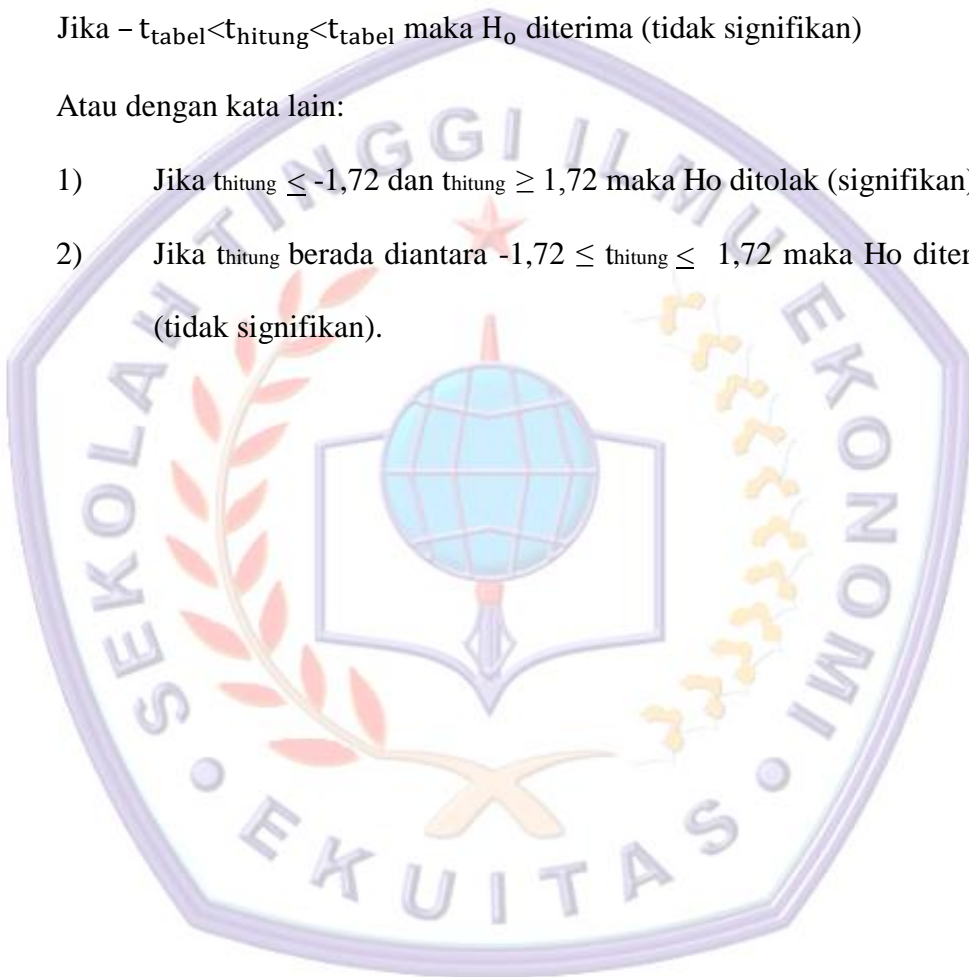 Jika – t_tabel<t_hitung<t_tabel maka H_o diterima (tidak signifikan)
Atau dengan kata lain:
1) Jika thitung ≤ -1,72 dan thitung ≥ 1,72 maka Ho ditolak (signifikan)
2) Jika thitung berada diantara -1,72 ≤ thitung ≤ 1,72 maka Ho
(tidak signifikan).
SEKOLAH TINGGI ILMU EKONOMI
• EKUITAS •